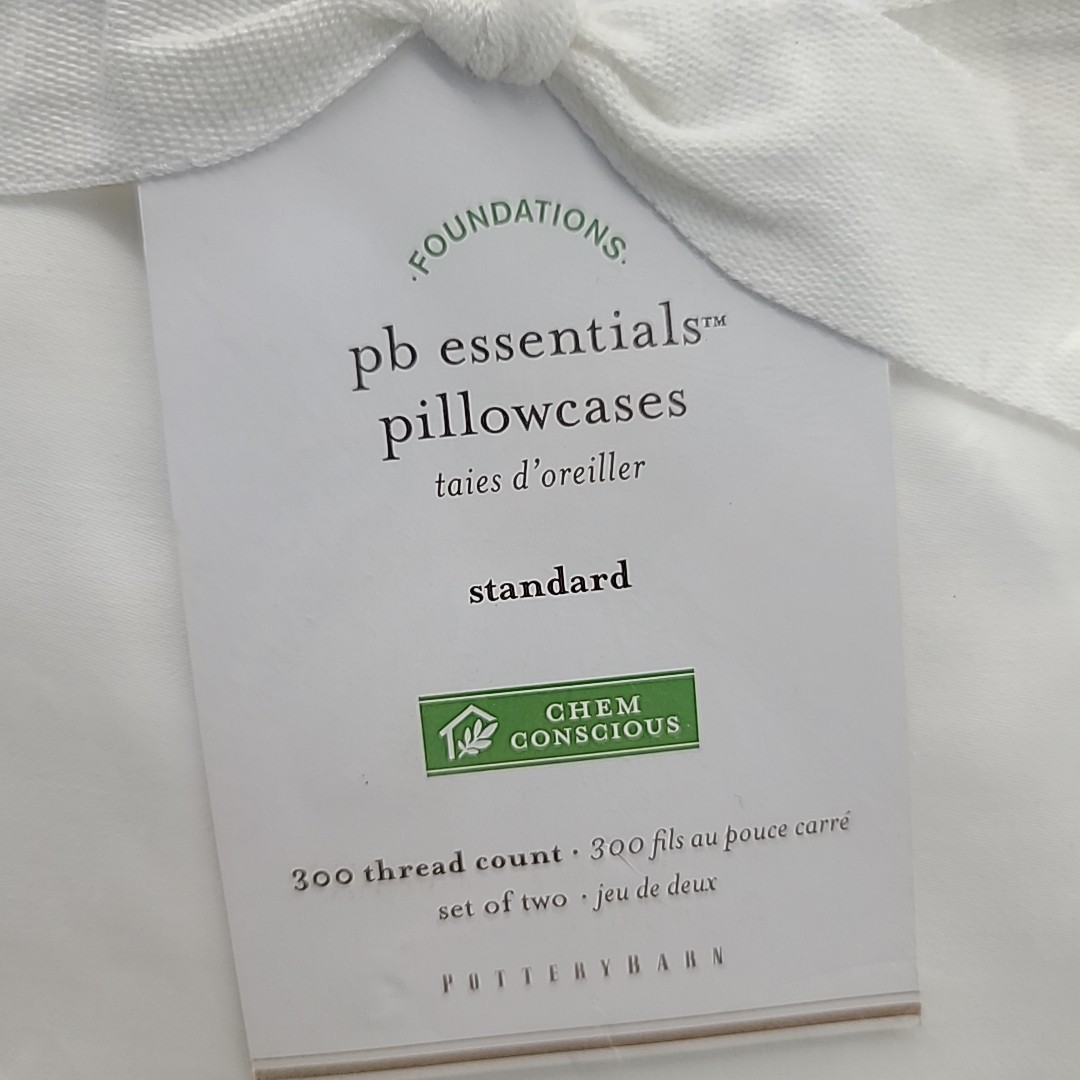 ·FOUNDATIONS·
pb essentials™
pillowcases
taies d'oreiller
standard
CHEM
CONSCIOUS
300 thread count · 300 fils au pouce carré
set of two · jeu de deux
POTTERYBARN